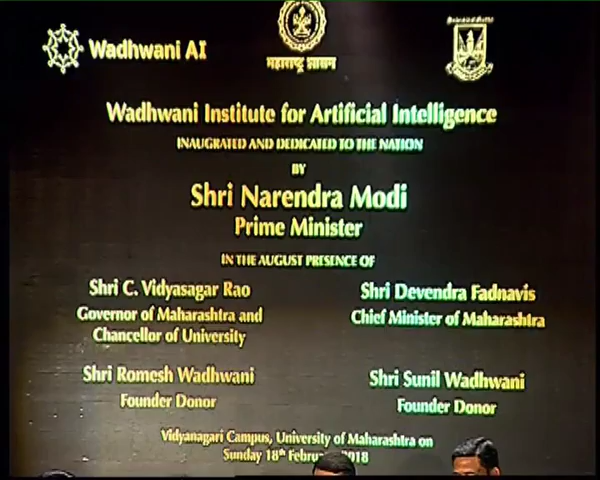 Wadhwani AI
महाराष्ट्र शासन
Wadhwani Institute for Artificial Intelligence
INAUGRATED AND DEDICATED TO THE NATION
BY
Shri Narendra Modi
Prime Minister
IN THE AUGUST PRESENCE OF
Shri C. Vidyasagar Rao
Governor of Maharashtra and
Chancellor of University
Shri Devendra Fadnavis
Chief Minister of Maharashtra
Shri Romesh Wadhwani
Founder Donor
Shri Sunil Wadhwani
Founder Donor
Vidyanagari Campus, University of Maharashtra on
Sunday 18th 2018